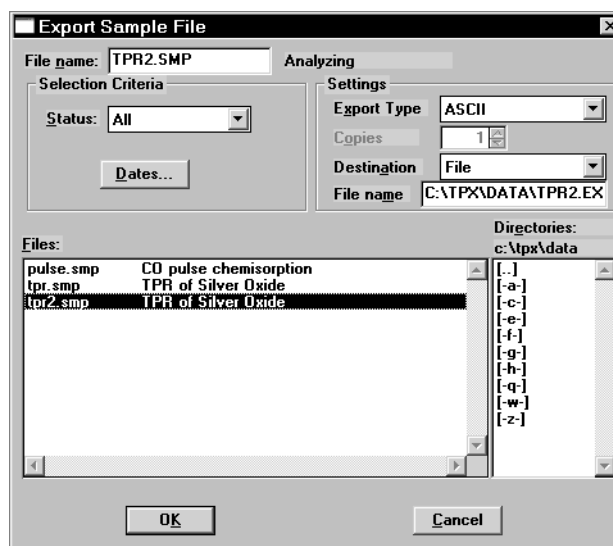 Export Sample File
File name: TPR2.SMP Analyzing
Selection Criteria
Status: All
Dates...
Settings
Export Type ASCII
Copies 1
Destination File
File name C:\TPX\DATA\TPR2.EX
Files:
pulse.smp CO pulse chemisorption
tpr.smp TPR of Silver Oxide
tpr2.smp TPR of Silver Oxide
Directories:
c:\tpx\data
[..]
[-a-]
[-c-]
[-e-]
[-f-]
[-g-]
[-h-]
[-q-]
[-w-]
[-z-]
OK Cancel